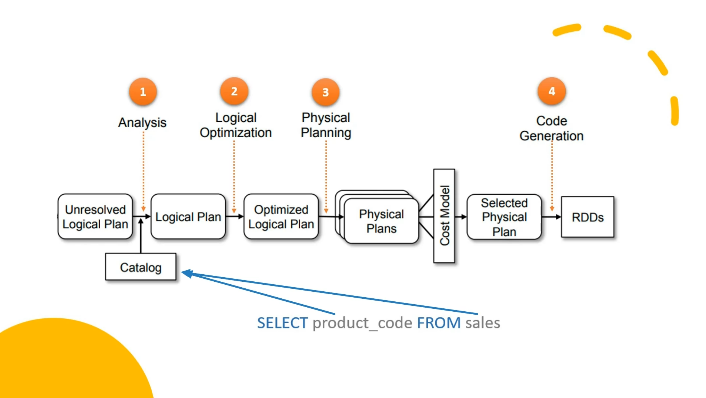 1
2
3
4
Analysis
Logical
Optimization
Physical
Planning
Code
Generation
Unresolved
Logical Plan
Logical Plan
Optimized
Logical Plan
Physical
Plans
Cost Model
Selected
Physical
Plan
RDDs
Catalog
SELECT product_code FROM sales